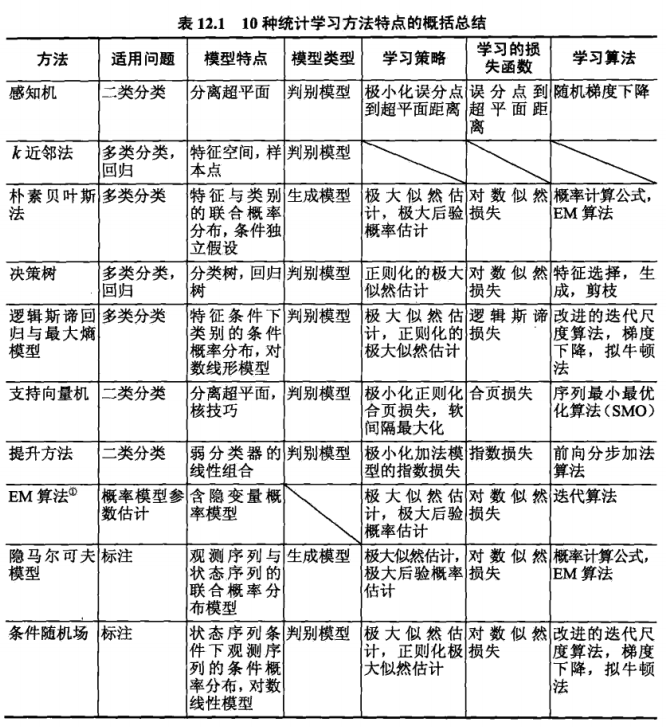 表 12.1 10 种统计学习方法特点的概括总结
方法 适用问题 模型特点 模型类型 学习策略 学习的损失函数 学习算法
感知机 二类分类 分离超平面 判别模型 极小化误分点到超平面距离 误分点到超平面距离 随机梯度下降
k 近邻法 多类分类，回归 特征空间，样本点 判别模型
朴素贝叶斯法 多类分类 特征与类别的联合概率分布，条件独立假设 生成模型 极大似然估计，极大后验概率估计 对数似然损失 概率计算公式，EM 算法
决策树 多类分类，回归 分类树，回归树 判别模型 正则化的极大似然估计 对数似然损失 特征选择，生成，剪枝
逻辑斯谛回归与最大熵模型 多类分类 特征条件下类别的条件概率分布，对数线形模型 判别模型 极大似然估计，正则化的极大似然估计 逻辑斯谛损失 改进的迭代尺度算法，梯度下降，拟牛顿法
支持向量机 二类分类 分离超平面，核技巧 判别模型 极小化正则化合页损失，软间隔最大化 合页损失 序列最小最优化算法（SMO）
提升方法 二类分类 弱分类器的线性组合 判别模型 极小化加法模型的指数损失 指数损失 前向分步加法算法
EM 算法① 概率模型参数估计 含隐变量概率模型 极大似然估计，极大后验概率估计 对数似然损失 迭代算法
隐马尔可夫模型 标注 观测序列与状态序列的联合概率分布模型 生成模型 极大似然估计，极大后验概率估计 对数似然损失 概率计算公式，EM 算法
条件随机场 标注 状态序列条件下观测序列的条件概率分布，对数线性模型 判别模型 极大似然估计，正则化极大似然估计 对数似然损失 改进的迭代尺度算法，梯度下降，拟牛顿法